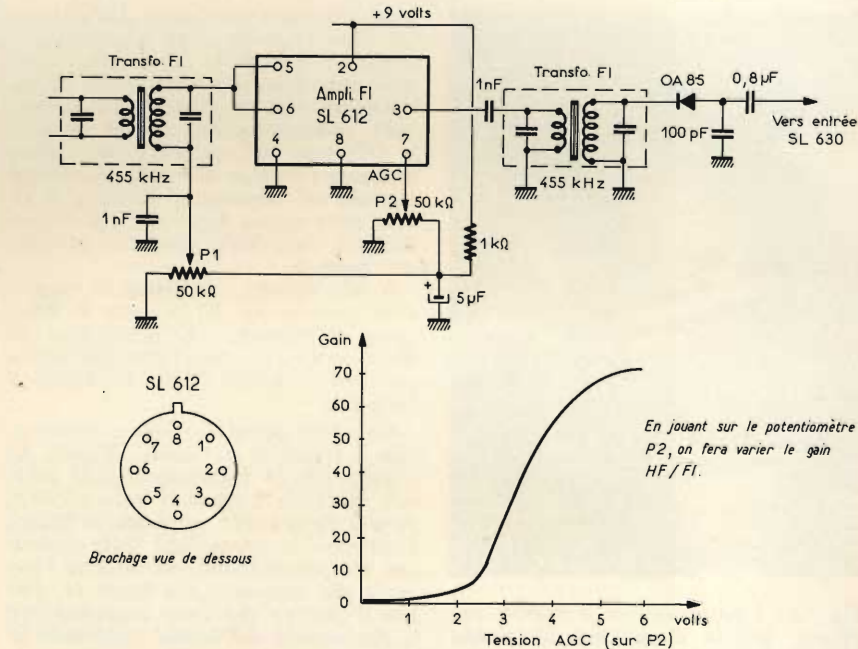 +9 volts
Transfo. FI
5
2
Ampli. FI
SL 612
6
3
4
8
7
AGC
455 kHz
1nF
P1
50 kΩ
P2 50 kΩ
1 kΩ
+
5 µF
1nF
Transfo. FI
455 kHz
OA 85
0,8 µF
100 pF
Vers entrée
SL 630
SL 612
8
7
1
6
2
5
3
4
Brochage vue de dessous
Gain
70
60
50
40
30
20
10
0
1
2
3
4
5
6
volts
Tension AGC (sur P2)
En jouant sur le potentiomètre
P2, on fera varier le gain
HF / FI.